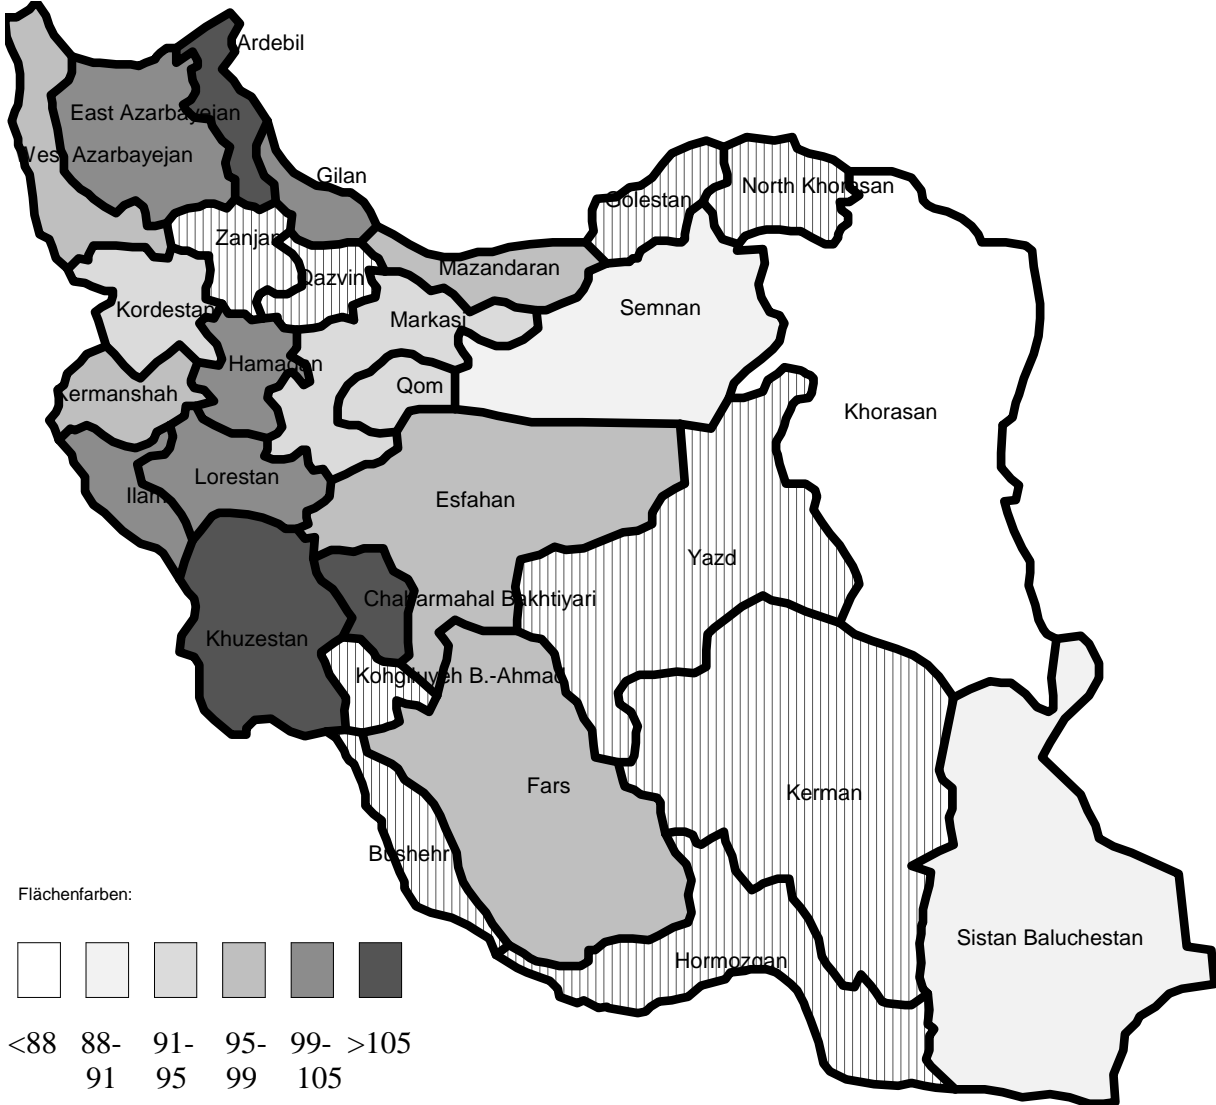 Ardebil
East Azarbayejan
West Azarbayejan
Gilan
North Khorasan
Golestan
Zanjan
Mazandaran
Qazvin
Semnan
Kordestan
Markasi
Hamadan
Qom
Kermanshah
Khorasan
Lorestan
Ilam
Esfahan
Yazd
Chaharmahal Bakhtiyari
Khuzestan
Kohgiluyeh B.-Ahmad
Fars
Kerman
Bushehr
Sistan Baluchestan
Hormozgan
Flächenfarben:
<88 88- 91- 95- 99- >105
91 95 99 105